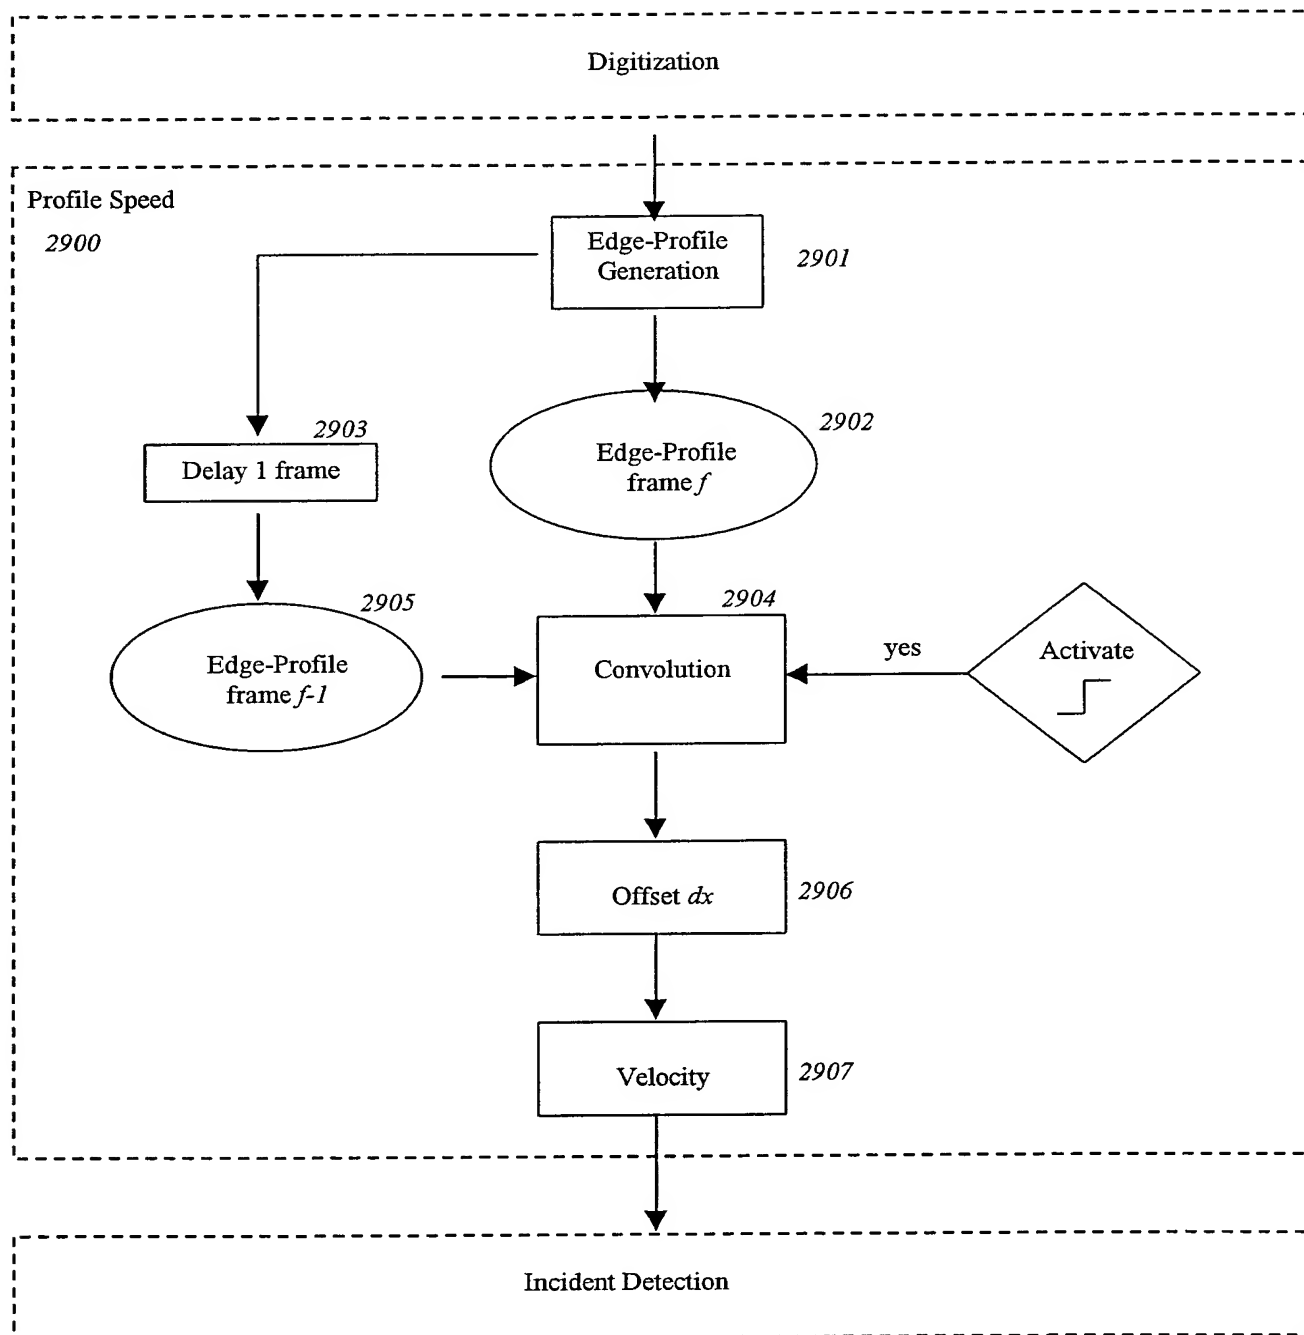 Digitization
Profile Speed
2900
Edge-Profile
Generation
2901
2903
Delay 1 frame
2902
Edge-Profile
frame f
2905
Edge-Profile
frame f-1
2904
Convolution
yes
Activate
Offset dx
2906
Velocity
2907
Incident Detection